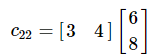 c₂₂ = [3 4] [6
8]